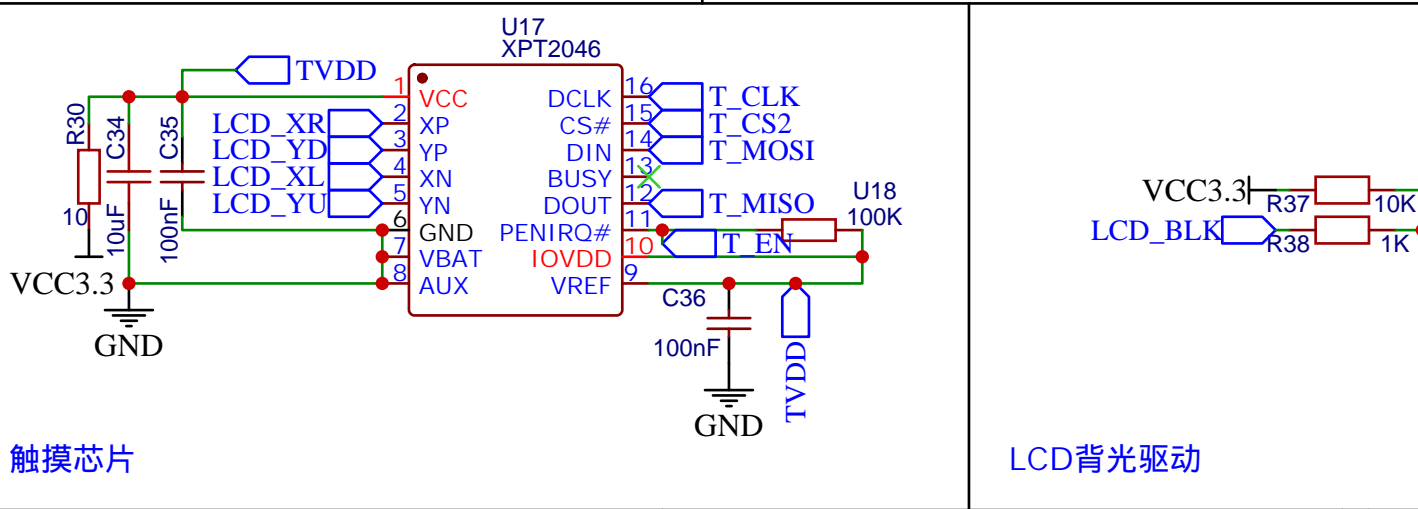 U17
XPT2046
TVDD
R30
C34
C35
10
10uF
100nF
VCC3.3
GND
LCD_XR
LCD_YD
LCD_XL
LCD_YU
1
2
3
4
5
6
7
8
VCC
XP
YP
XN
YN
GND
VBAT
AUX
DCLK
CS#
DIN
BUSY
DOUT
PENIRQ#
IOVDD
VREF
16
15
14
13
12
11
10
9
T_CLK
T_CS2
T_MOSI
T_MISO
T_EN
U18
100K
C36
100nF
GND
TVDD
触摸芯片
VCC3.3
R37
10K
LCD_BLK
R38
1K
LCD背光驱动